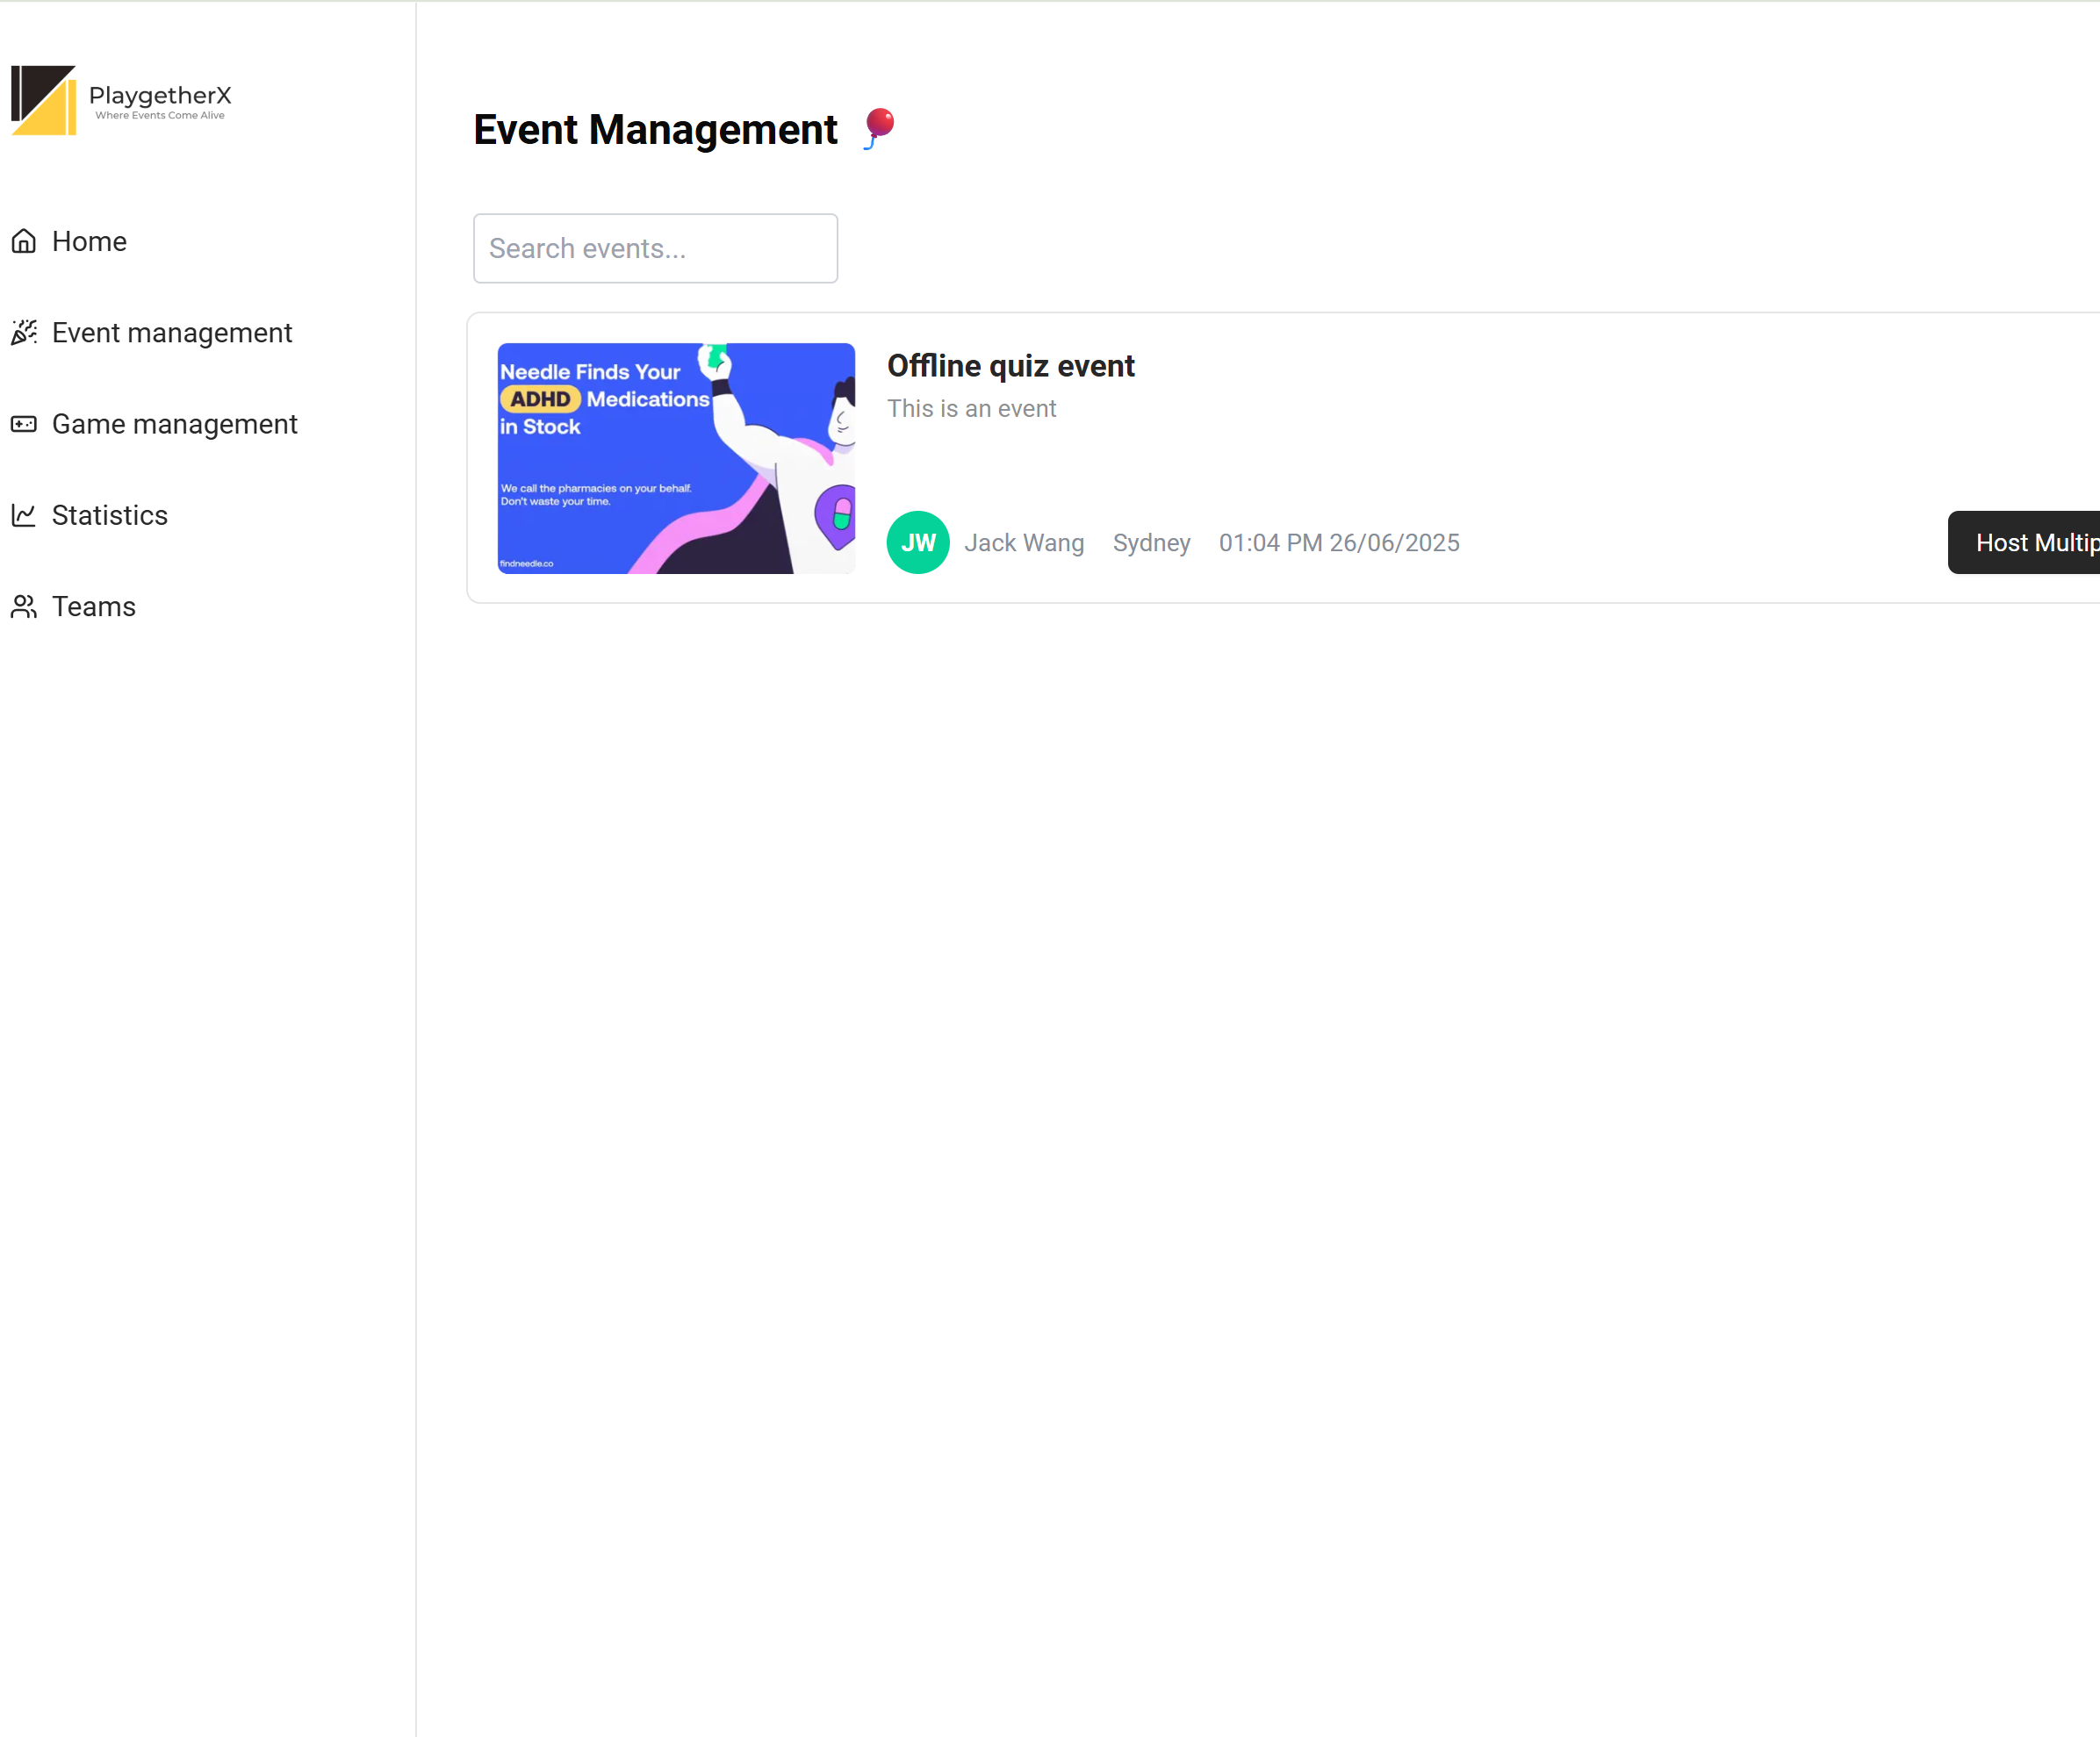 PlaygetherX
Where Events Come Alive
Home
Event management
Game management
Statistics
Teams
Event Management
Search events...
Needle Finds Your
ADHD Medications
in Stock
We call the pharmacies on your behalf.
Don't waste your time.
findneedle.co
Offline quiz event
This is an event
JW Jack Wang Sydney 01:04 PM 26/06/2025
Host Multip